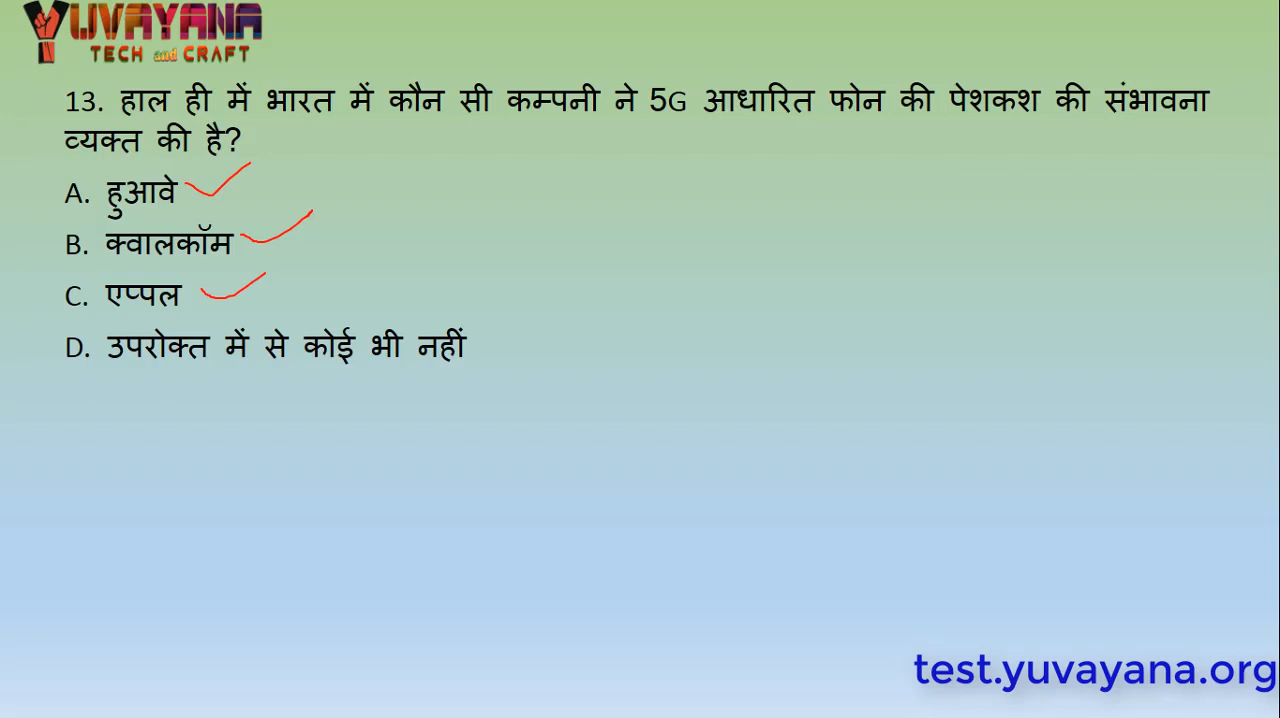 YUVAYANA
TECH and CRAFT
13. हाल ही में भारत में कौन सी कम्पनी ने 5G आधारित फोन की पेशकश की संभावना
व्यक्त की है?
A. हुआवे
B. क्वालकॉम
C. एप्पल
D. उपरोक्त में से कोई भी नहीं
test.yuvayana.org